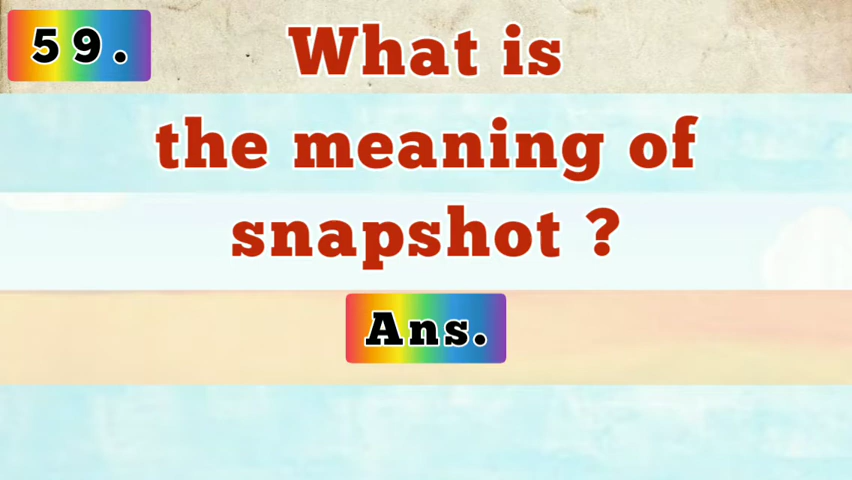 59.
What is
the meaning of
snapshot ?
Ans.